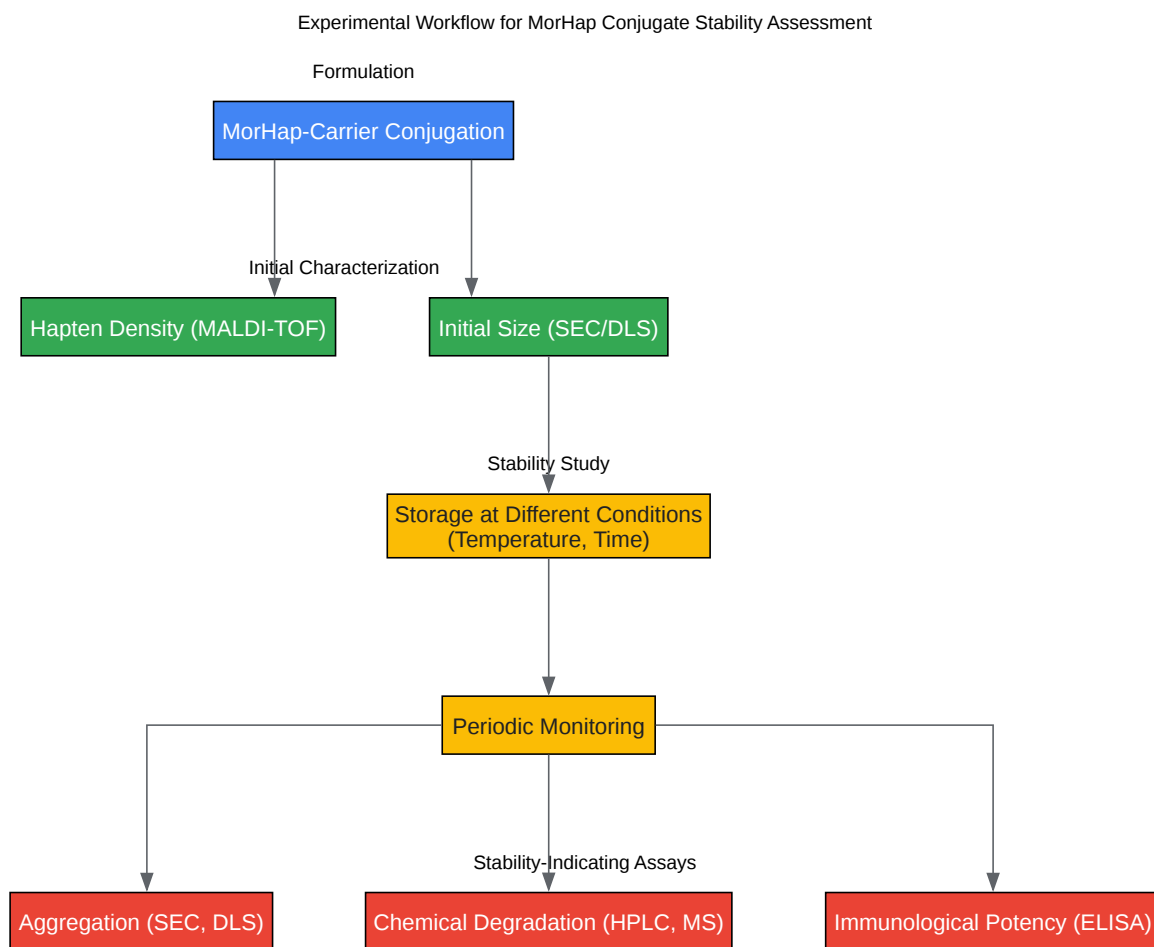 Experimental Workflow for MorHap Conjugate Stability Assessment
Formulation
MorHap-Carrier Conjugation
Initial Characterization
Hapten Density (MALDI-TOF)
Initial Size (SEC/DLS)
Stability Study
Storage at Different Conditions
(Temperature, Time)
Periodic Monitoring
Stability-Indicating Assays
Aggregation (SEC, DLS)
Chemical Degradation (HPLC, MS)
Immunological Potency (ELISA)